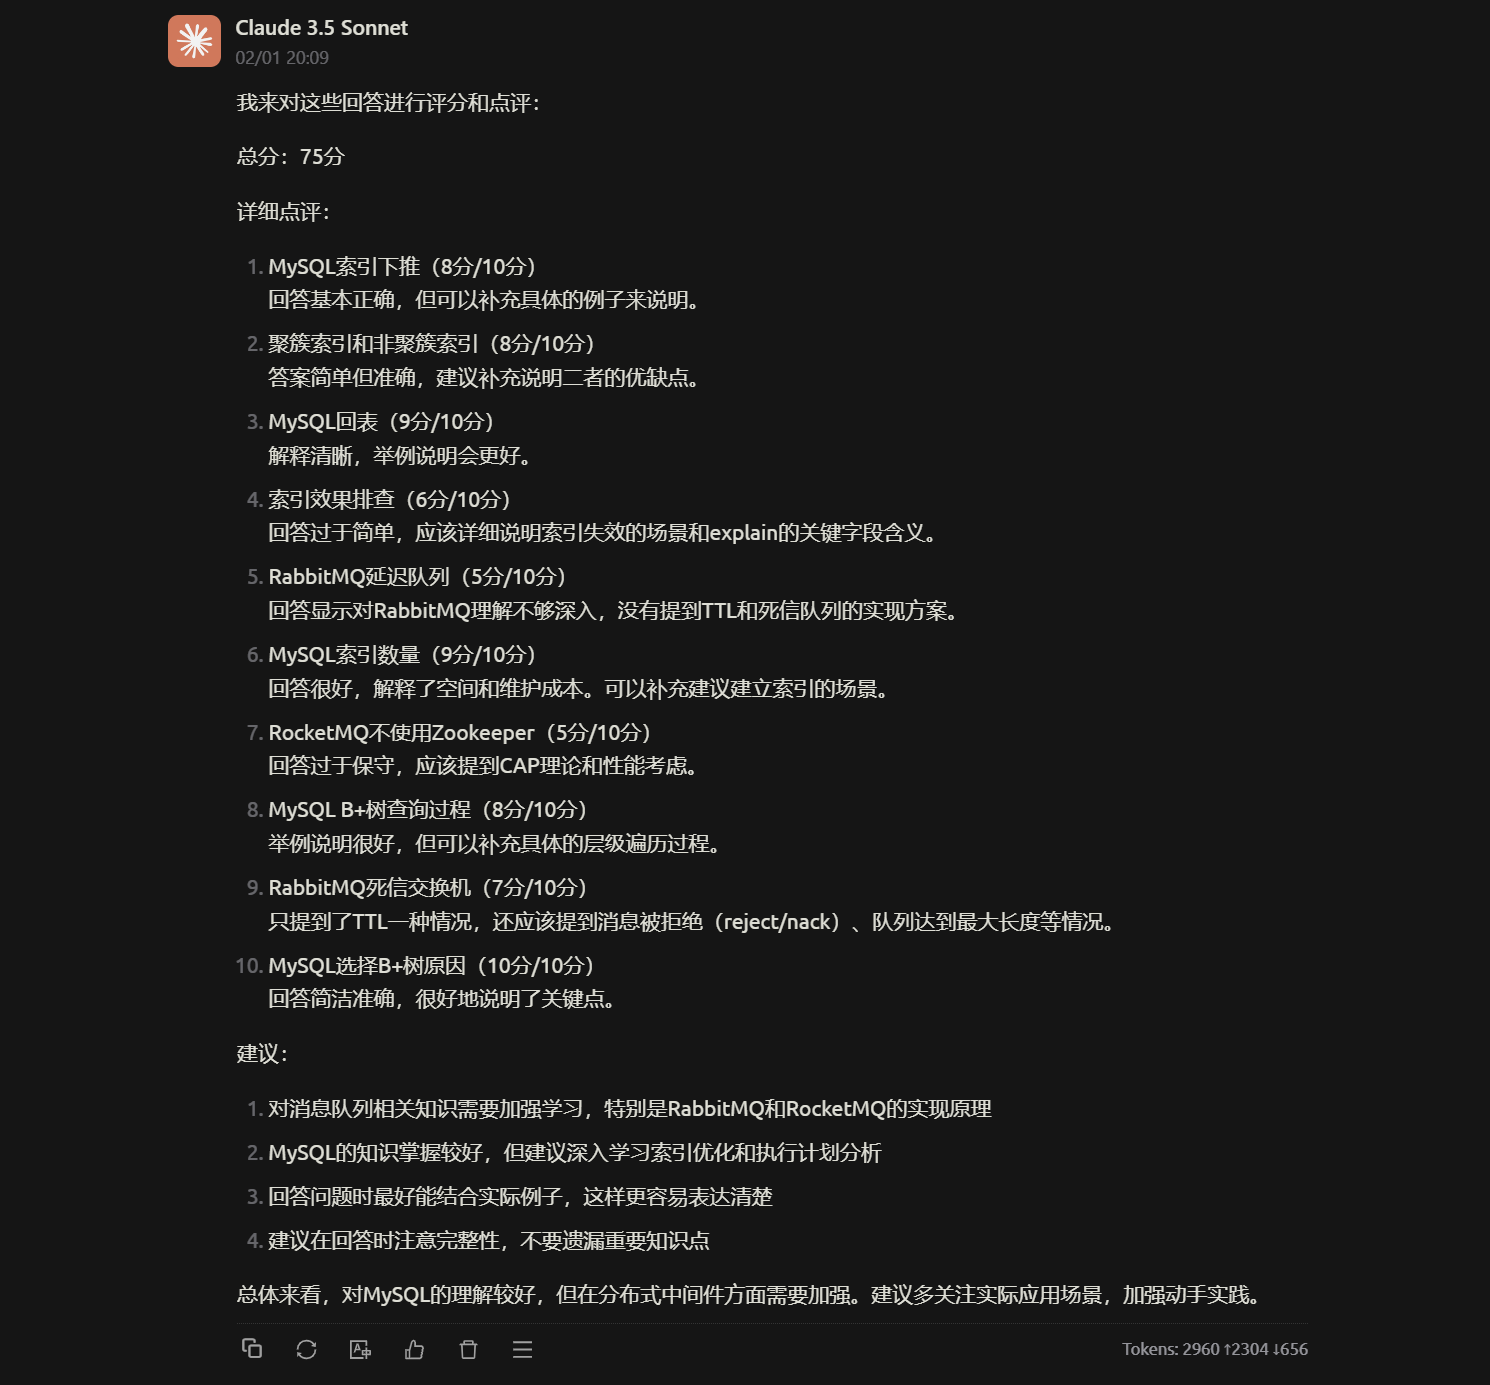 Claude 3.5 Sonnet
02/01 20:09
我来对这些回答进行评分和点评：
总分：75分
详细点评：
1. MySQL索引下推（8分/10分）
回答基本正确，但可以补充具体的例子来说明。
2. 聚簇索引和非聚簇索引（8分/10分）
答案简单但准确，建议补充说明二者的优缺点。
3. MySQL回表（9分/10分）
解释清晰，举例说明会更好。
4. 索引效果排查（6分/10分）
回答过于简单，应该详细说明索引失效的场景和explain的关键字段含义。
5. RabbitMQ延迟队列（5分/10分）
回答显示对RabbitMQ理解不够深入，没有提到TTL和死信队列的实现方案。
6. MySQL索引数量（9分/10分）
回答很好，解释了空间和维护成本。可以补充建议建立索引的场景。
7. RocketMQ不使用Zookeeper（5分/10分）
回答过于保守，应该提到CAP理论和性能考虑。
8. MySQL B+树查询过程（8分/10分）
举例说明很好，但可以补充具体的层级遍历过程。
9. RabbitMQ死信交换机（7分/10分）
只提到了TTL一种情况，还应该提到消息被拒绝（reject/nack）、队列达到最大长度等情况。
10. MySQL选择B+树原因（10分/10分）
回答简洁准确，很好地说明了关键点。
建议：
1. 对消息队列相关知识需要加强学习，特别是RabbitMQ和RocketMQ的实现原理
2. MySQL的知识掌握较好，但建议深入学习索引优化和执行计划分析
3. 回答问题时最好能结合实际例子，这样更容易表达清楚
4. 建议在回答时注意完整性，不要遗漏重要知识点
总体来看，对MySQL的理解较好，但在分布式中间件方面需要加强。建议多关注实际应用场景，加强动手实践。
Tokens: 2960 ↑2304 ↓656